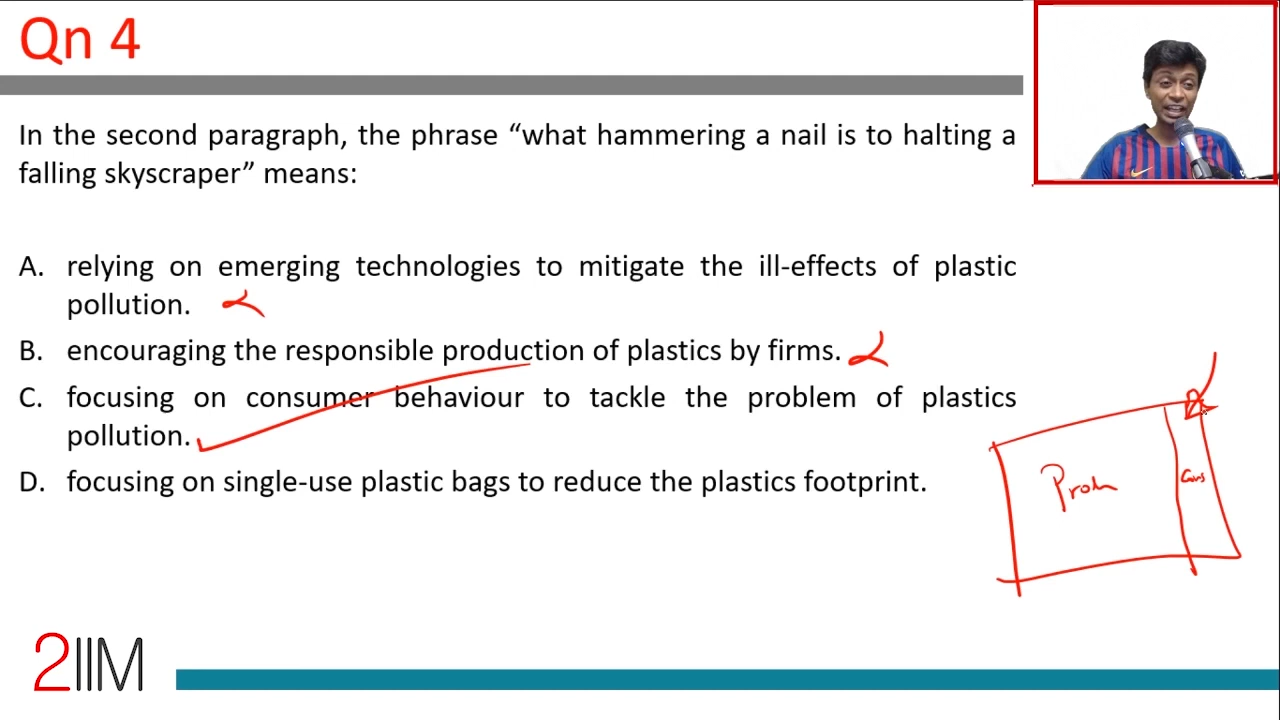 Qn 4
In the second paragraph, the phrase “what hammering a nail is to halting a
falling skyscraper” means:
A. relying on emerging technologies to mitigate the ill-effects of plastic
pollution.
B. encouraging the responsible production of plastics by firms.
C. focusing on consumer behaviour to tackle the problem of plastics
pollution.
D. focusing on single-use plastic bags to reduce the plastics footprint.
Cons
2IIM